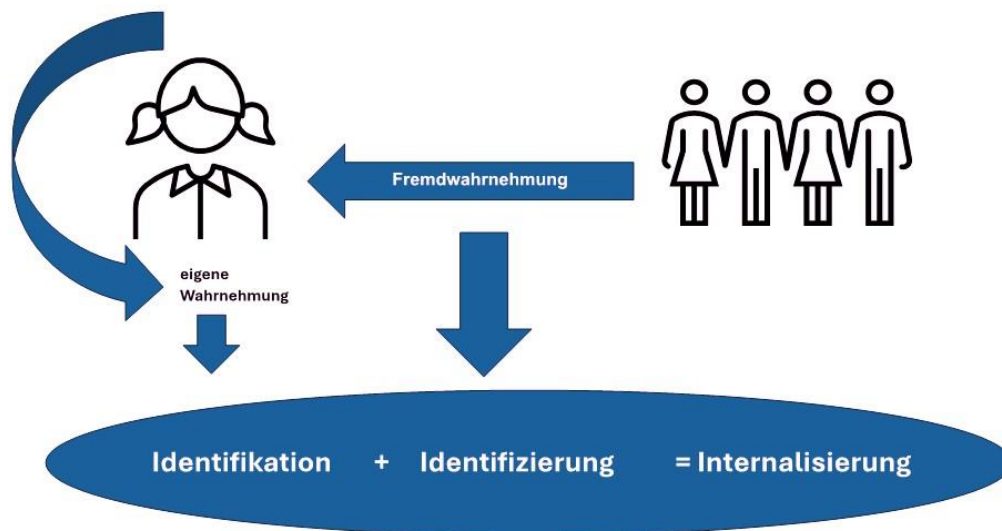 Fremdwahrnehmung
eigene
Wahrnehmung
Identifikation + Identifizierung = Internalisierung